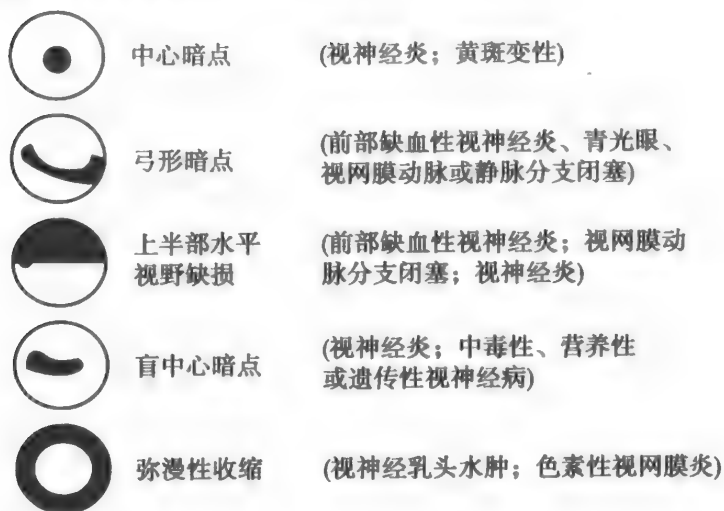 中心暗点 (视神经炎；黄斑变性)
弓形暗点 (前部缺血性视神经炎、青光眼、
视网膜动脉或静脉分支闭塞)
上半部水平 (前部缺血性视神经炎；视网膜动
视野缺损 脉分支闭塞；视神经炎)
盲中心暗点 (视神经炎；中毒性、营养性
或遗传性视神经病)
弥漫性收缩 (视神经乳头水肿；色素性视网膜炎)